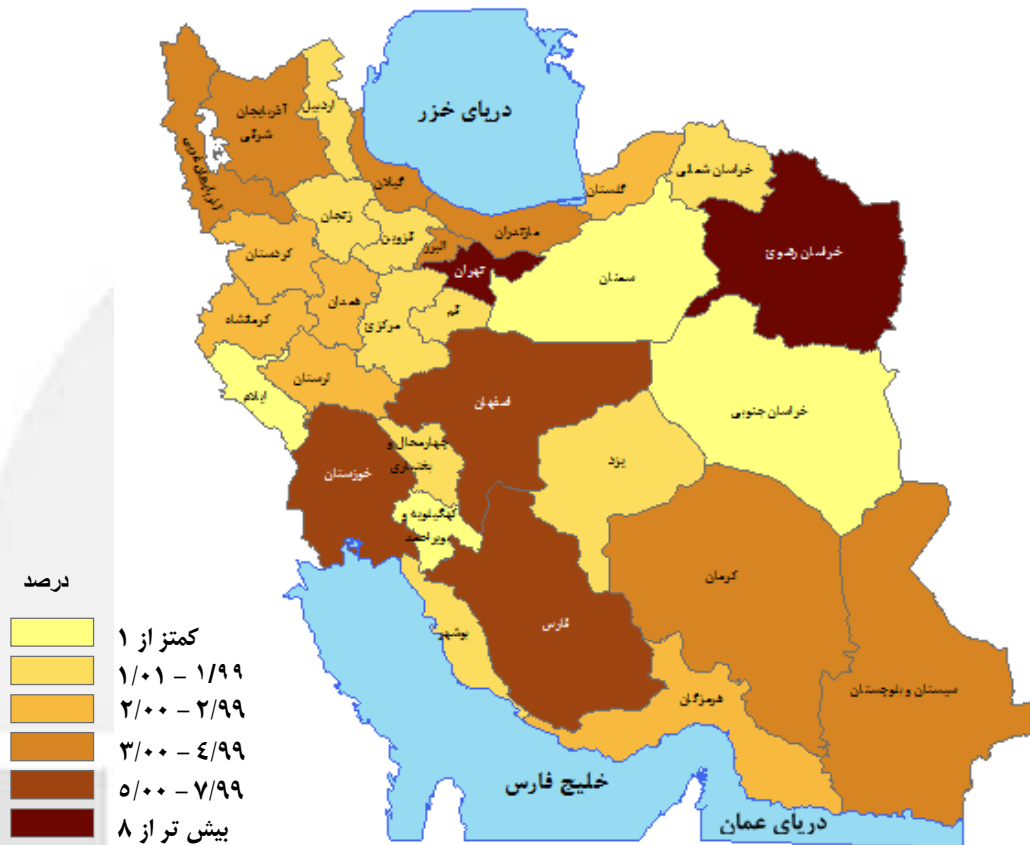 دریای خزر
اردبیل
آذربایجان
شرقی
آذربایجان غربی
گیلان
خراسان شمالی
گلستان
زنجان
مازندران
قزوین
البرز
کردستان
خراسان رضوی
تهران
سمنان
همدان
قم
کرمانشاه
مرکزی
لرستان
ایلام
اصفهان
خراسان جنوبی
چهارمحال و
بختیاری
یزد
خوزستان
کهگیلویه و
بویراحمد
کرمان
فارس
بوشهر
سیستان و بلوچستان
هرمزگان
خلیج فارس
دریای عمان
درصد
کمتز از ۱
۱/۰۱ – ۱/۹۹
۲/۰۰ – ۲/۹۹
۳/۰۰ – ٤/۹۹
٥/۰۰ – ۷/۹۹
بیش تر از ۸